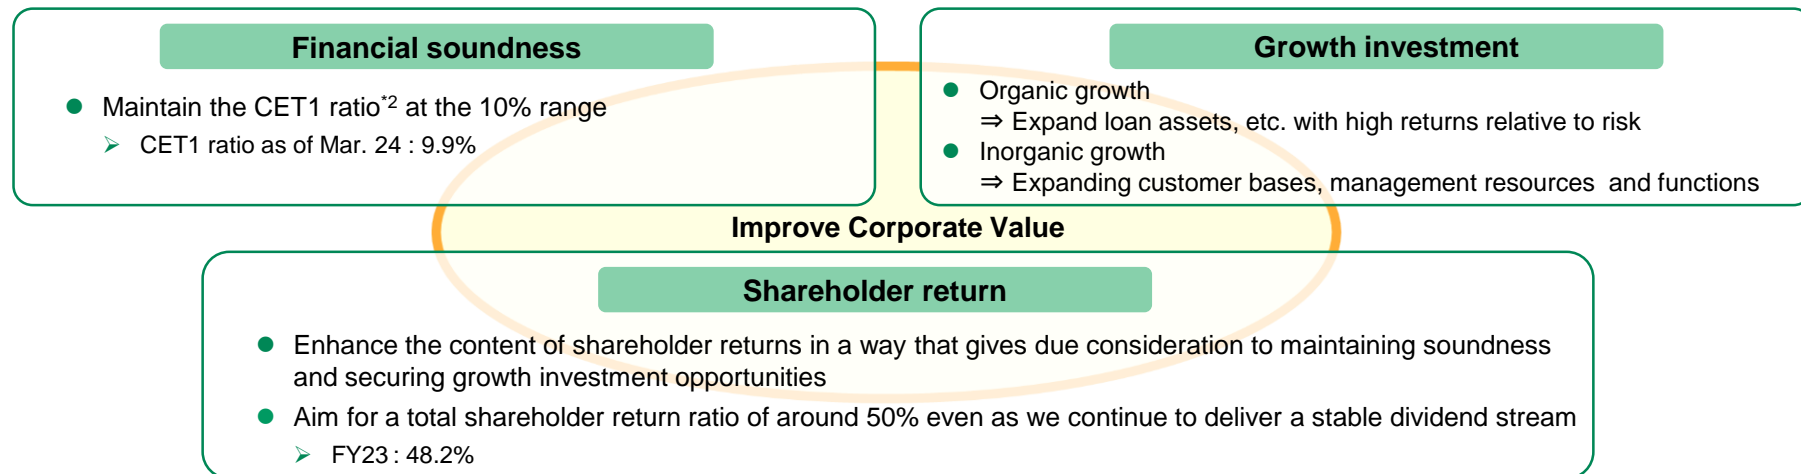 Financial soundness
● Maintain the CET1 ratio*2 at the 10% range
➢ CET1 ratio as of Mar. 24 : 9.9%
Growth investment
● Organic growth
⇒ Expand loan assets, etc. with high returns relative to risk
● Inorganic growth
⇒ Expanding customer bases, management resources and functions
Improve Corporate Value
Shareholder return
● Enhance the content of shareholder returns in a way that gives due consideration to maintaining soundness
and securing growth investment opportunities
● Aim for a total shareholder return ratio of around 50% even as we continue to deliver a stable dividend stream
➢ FY23 : 48.2%